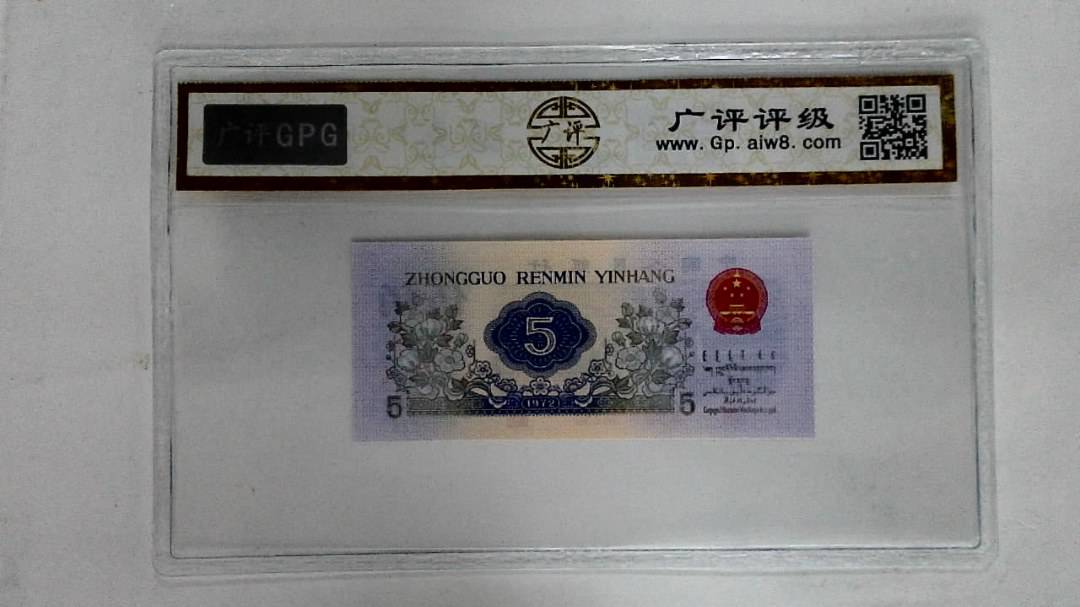 广评GPG
广评
广评评级
www. Gp. aiw8. com
ZHONGGUO RENMIN YINHANG
5
5
5
1972